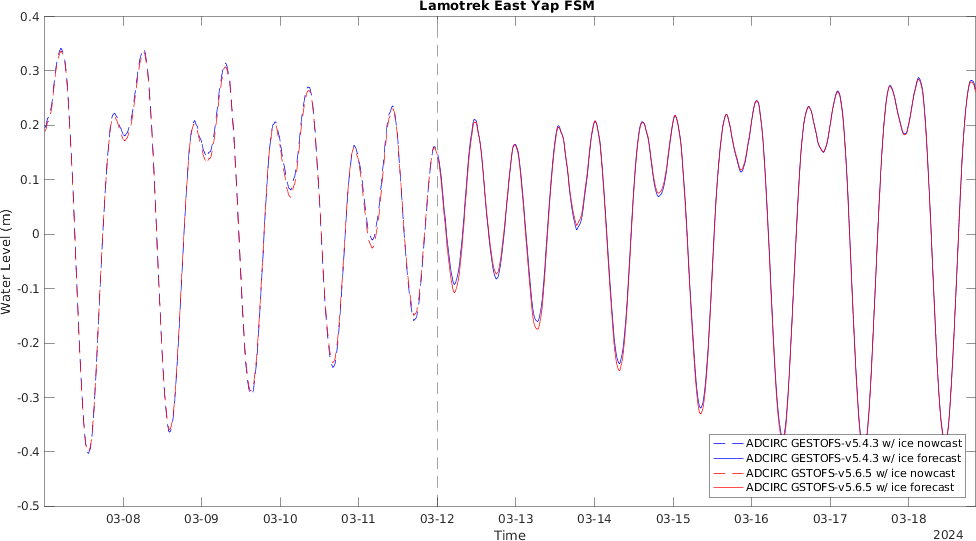 Lamotrek East Yap FSM
0.4
0.3
0.2
0.1
0
-0.1
-0.2
-0.3
-0.4
-0.5
Water Level (m)
ADCIRC GESTOFS-v5.4.3 w/ ice nowcast
ADCIRC GESTOFS-v5.4.3 w/ ice forecast
ADCIRC GSTOFS-v5.6.5 w/ ice nowcast
ADCIRC GSTOFS-v5.6.5 w/ ice forecast
03-08 03-09 03-10 03-11 03-12 03-13 03-14 03-15 03-16 03-17 03-18
Time
2024